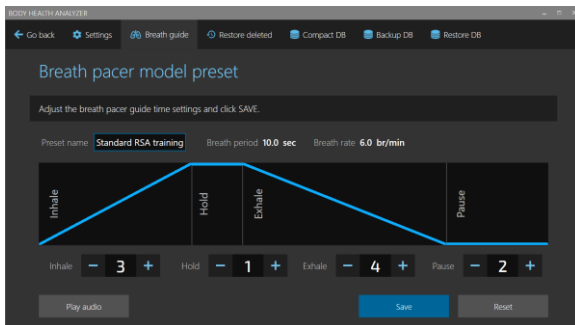 BODY HEALTH ANALYZER
Go back Settings Breath guide Restore deleted Compact DB Backup DB Restore DB
Breath pacer model preset
Adjust the breath pacer guide time settings and click SAVE.
Preset name Standard RSA training Breath period 10.0 sec Breath rate 6.0 br/min
Inhale Hold Exhale Pause
Inhale − 3 + Hold − 1 + Exhale − 4 + Pause − 2 +
Play audio Save Reset